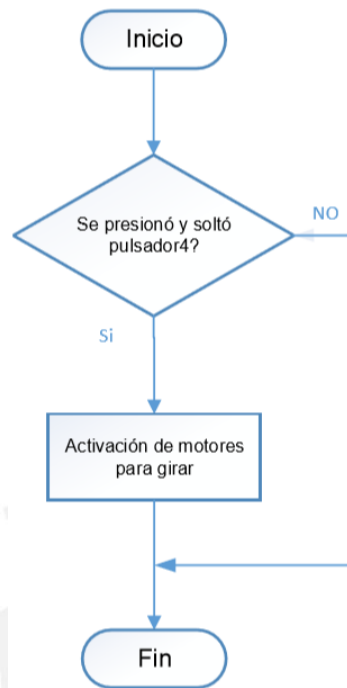 Inicio
Se presionó y soltó
pulsador4?
NO
Si
Activación de motores
para girar
Fin